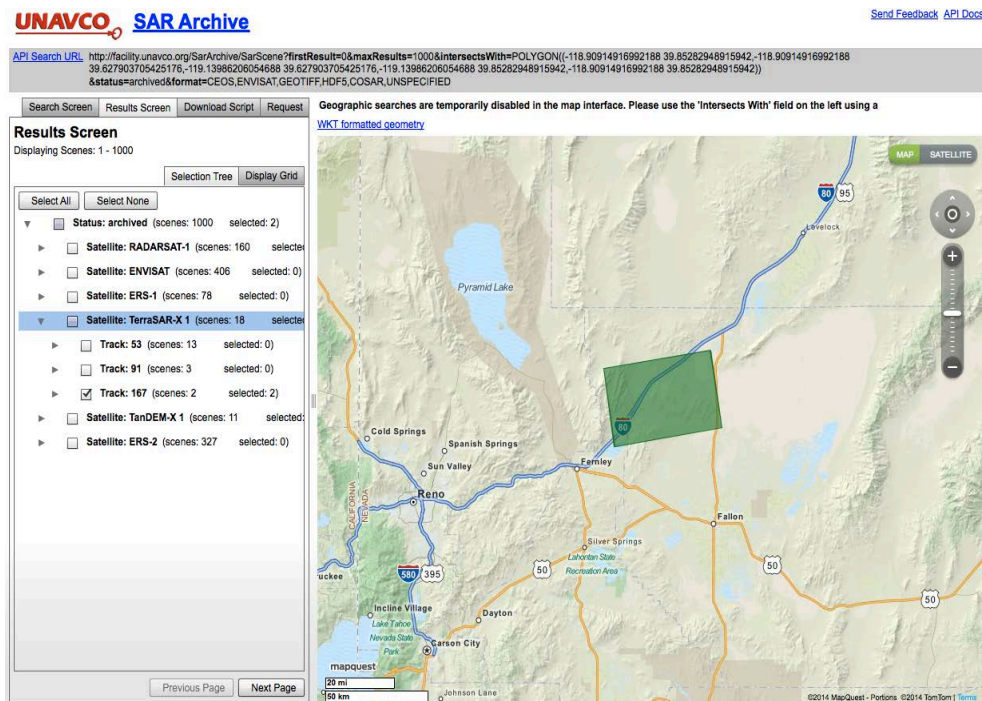 UNAVCO SAR Archive
Send Feedback API Docs
API Search URL http://facility.unavco.org/SarArchive/SarScene?firstResult=0&maxResults=1000&intersectsWith=POLYGON((-118.90914916992188 39.85282948915942,-118.90914916992188
39.627903705425176,-119.13986206054688 39.627903705425176,-119.13986206054688 39.85282948915942,-118.90914916992188 39.85282948915942))
&status=archived&format=CEOS,ENVISAT,GEOTIFF,HDF5,COSAR,UNSPECIFIED
Search Screen Results Screen Download Script Request
Results Screen
Displaying Scenes: 1 - 1000
Selection Tree Display Grid
Select All Select None
Status: archived (scenes: 1000 selected: 2)
Satellite: RADARSAT-1 (scenes: 160 selecte
Satellite: ENVISAT (scenes: 406 selected: 0)
Satellite: ERS-1 (scenes: 78 selected: 0)
Satellite: TerraSAR-X 1 (scenes: 18 selecte
Track: 53 (scenes: 13 selected: 0)
Track: 91 (scenes: 3 selected: 0)
Track: 167 (scenes: 2 selected: 2)
Satellite: TanDEM-X 1 (scenes: 11 selected:
Satellite: ERS-2 (scenes: 327 selected: 0)
Previous Page Next Page
Geographic searches are temporarily disabled in the map interface. Please use the 'Intersects With' field on the left using a
WKT formatted geometry
MAP SATELLITE
80 95
Lovelock
Pyramid Lake
80
Cold Springs
Spanish Springs
Sun Valley
Fernley
Reno
CALIFORNIA
NEVADA
Fallon
Silver Springs
Lahontan State
Recreation Area
50
50
50
580 395
ruckee
Incline Village
Lake Tahoe
Nevada State
Park
Dayton
Carson City
mapquest
20 mi
50 km
Johnson Lane
©2014 MapQuest - Portions ©2014 TomTom | Terms